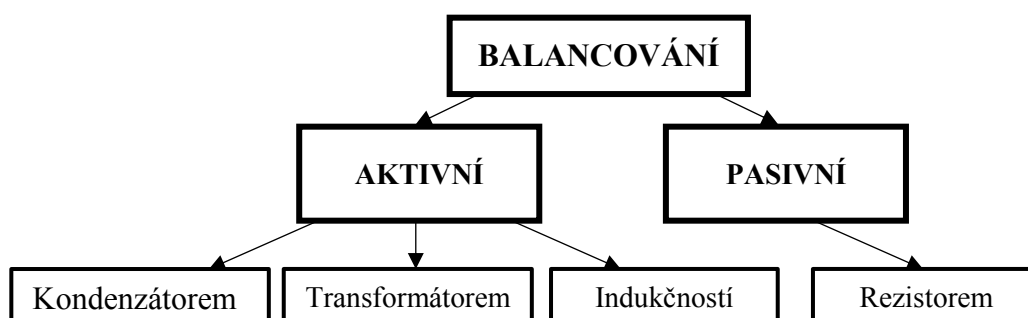 BALANCOVÁNÍ
AKTIVNÍ
PASIVNÍ
Kondenzátorem
Transformátorem
Indukčností
Rezistorem